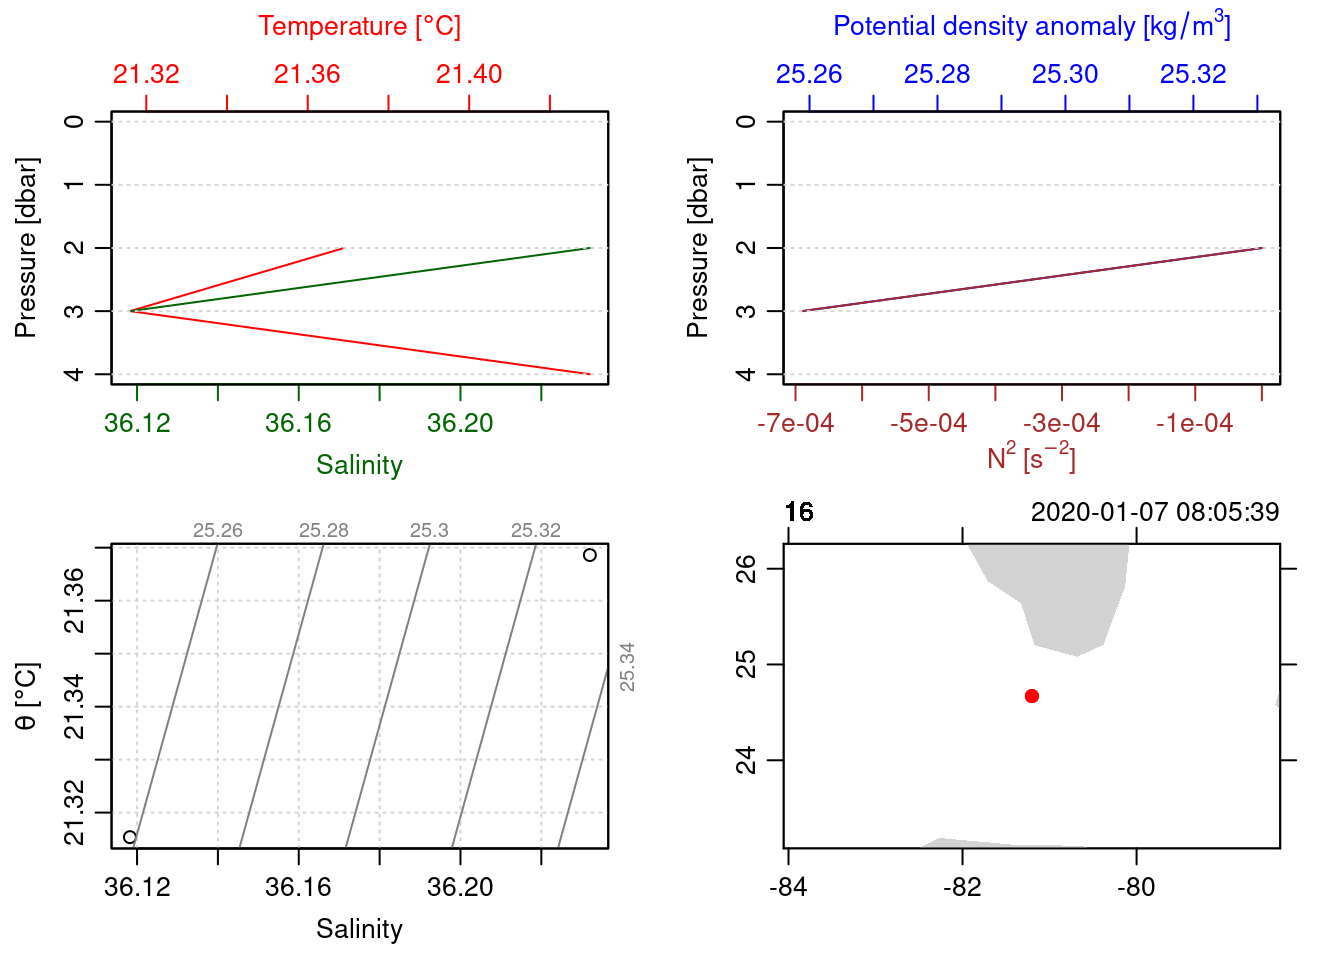 Temperature [°C]
21.32 21.36 21.40
0
1
2
3
4
Pressure [dbar]
36.12 36.16 36.20
Salinity
Potential density anomaly [kg/m³]
25.26 25.28 25.30 25.32
0
1
2
3
4
Pressure [dbar]
-7e-04 -5e-04 -3e-04 -1e-04
N² [s⁻²]
25.26 25.28 25.3 25.32
25.34
21.36
21.34
21.32
θ [°C]
36.12 36.16 36.20
Salinity
16 2020-01-07 08:05:39
26
25
24
-84 -82 -80